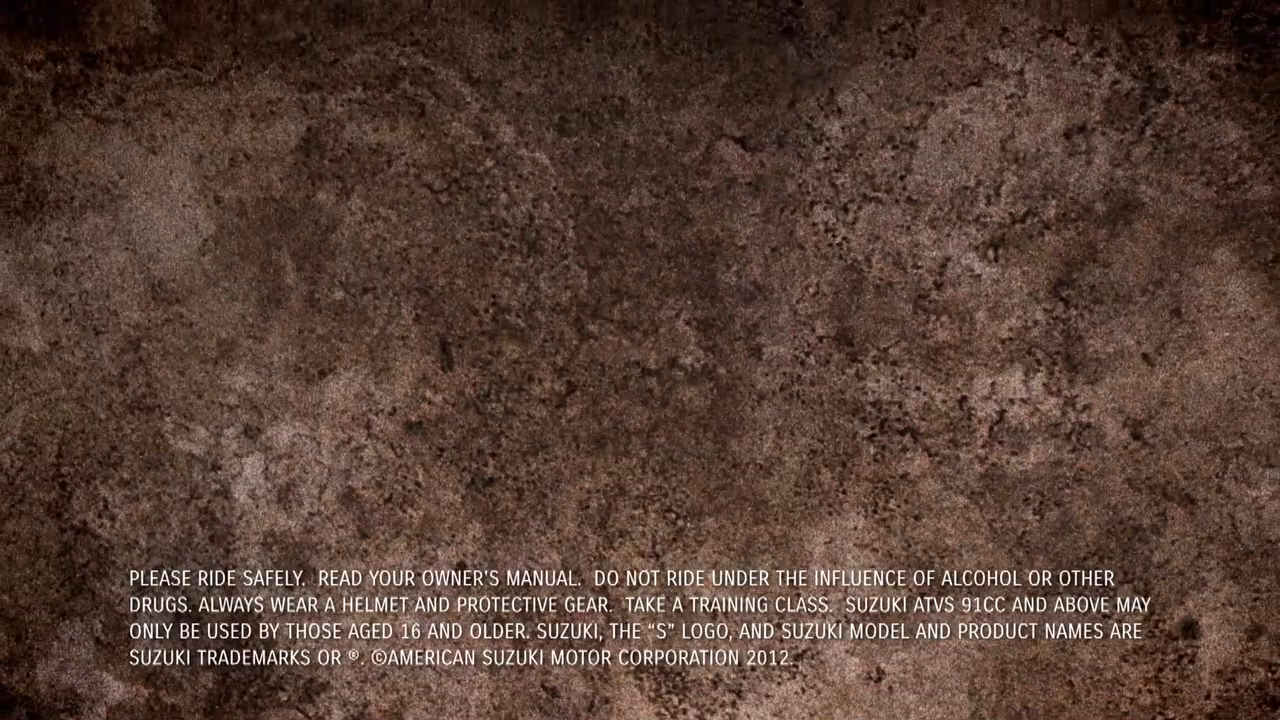 PLEASE RIDE SAFELY.  READ YOUR OWNER'S MANUAL.  DO NOT RIDE UNDER THE INFLUENCE OF ALCOHOL OR OTHER
DRUGS. ALWAYS WEAR A HELMET AND PROTECTIVE GEAR.  TAKE A TRAINING CLASS.  SUZUKI ATVS 91CC AND ABOVE MAY
ONLY BE USED BY THOSE AGED 16 AND OLDER. SUZUKI, THE “S” LOGO, AND SUZUKI MODEL AND PRODUCT NAMES ARE
SUZUKI TRADEMARKS OR ®. ©AMERICAN SUZUKI MOTOR CORPORATION 2012.